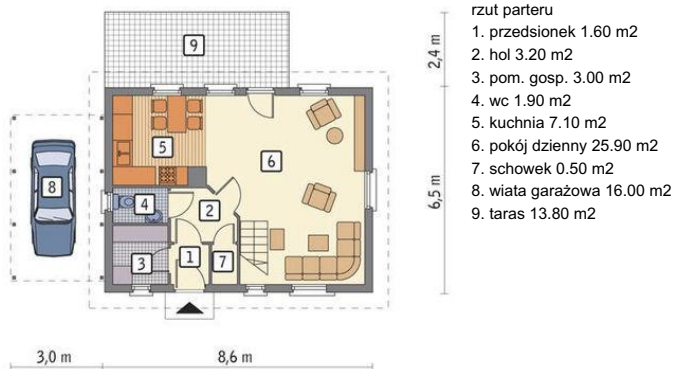 rzut parteru
1. przedsionek 1.60 m2
2. hol 3.20 m2
3. pom. gosp. 3.00 m2
4. wc 1.90 m2
5. kuchnia 7.10 m2
6. pokój dzienny 25.90 m2
7. schowek 0.50 m2
8. wiata garażowa 16.00 m2
9. taras 13.80 m2
9
2,4 m
5
6
8
6,5 m
4
2
3
1
7
3,0 m
8,6 m